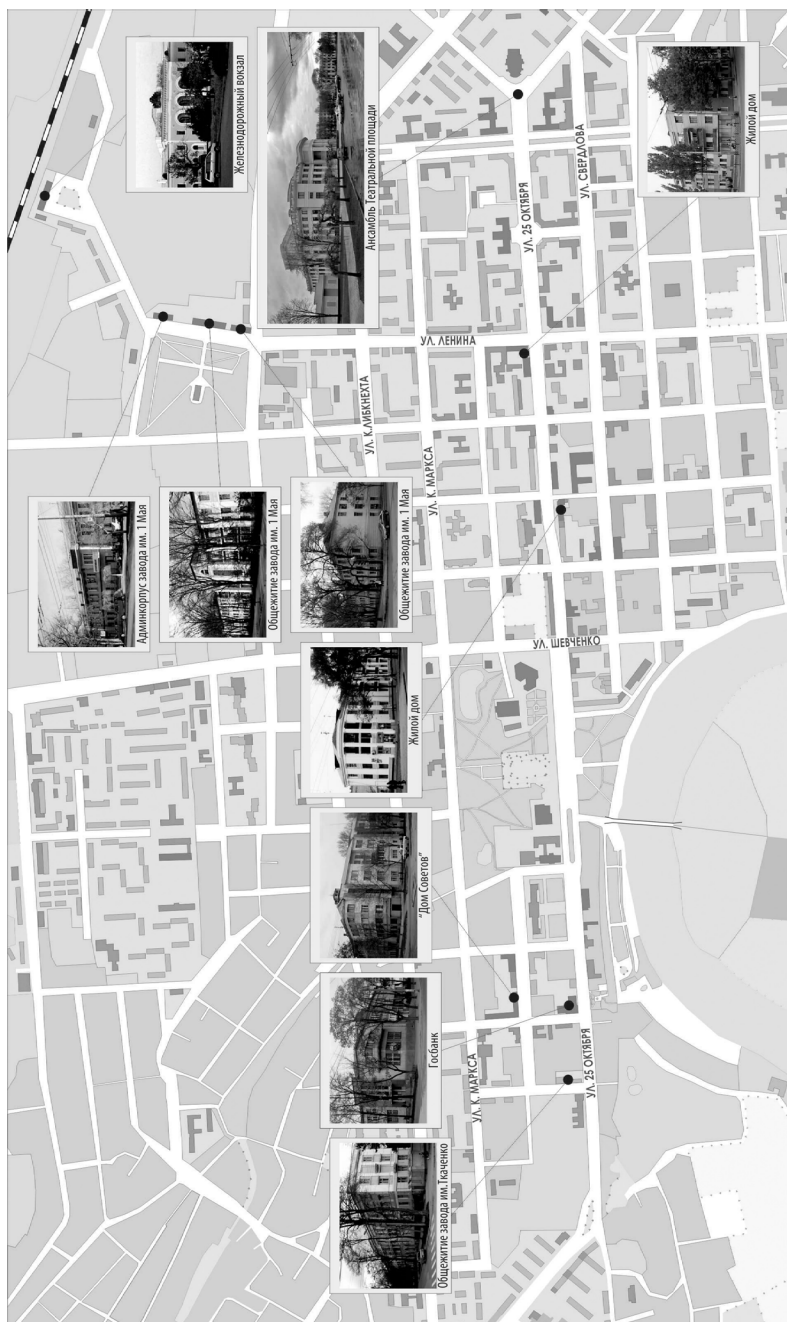 Железнодорожный вокзал
Ансамбль Театральной площади
Жилой дом
Админкорпус завода им. 1 Мая
Общежитие завода им. 1 Мая
Общежитие завода им. 1 Мая
Жилой дом
"Дом Советов"
Госбанк
Общежитие завода им. Ткаченко
УЛ. СВЕРДЛОВА
УЛ. 25 ОКТЯБРЯ
УЛ. ЛЕНИНА
УЛ. К.ЛИБКНЕХТА
УЛ. К. МАРКСА
УЛ. ШЕВЧЕНКО
УЛ. К. МАРКСА
УЛ. 25 ОКТЯБРЯ